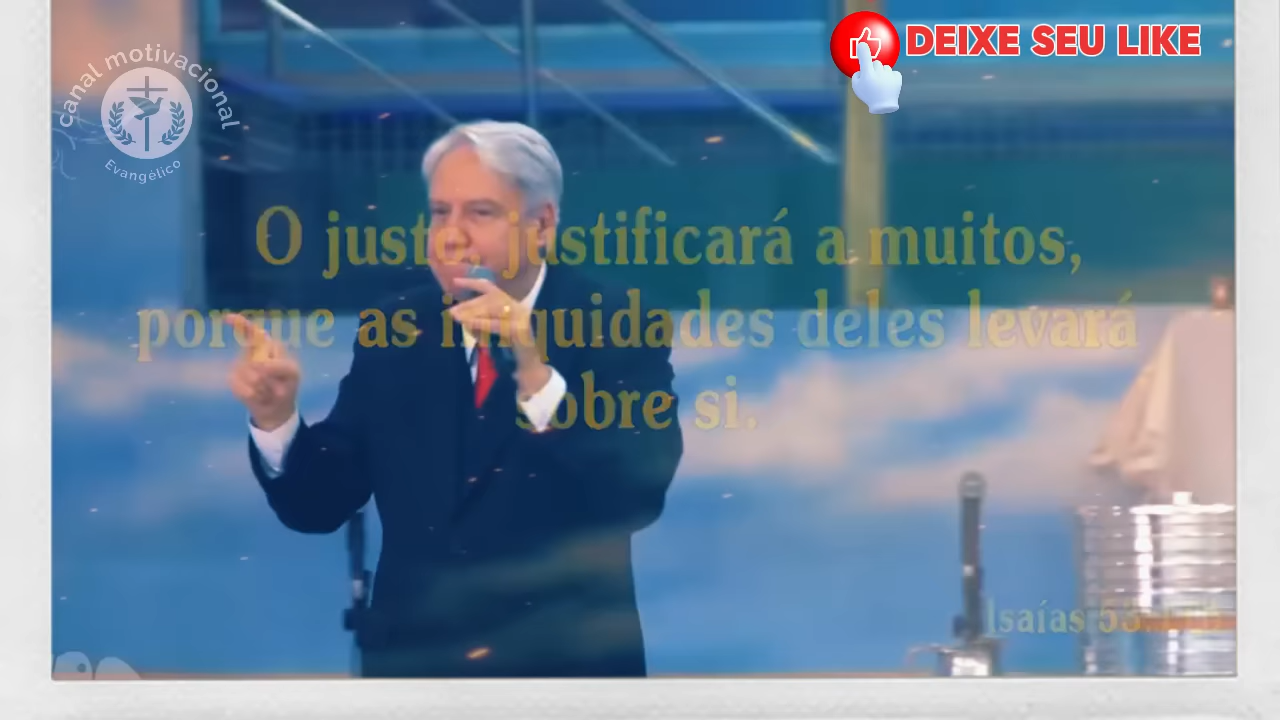 DEIXE SEU LIKE
canal motivacional
Evangélico
O justo, justificará a muitos,
porque as iniquidades deles levará
sobre si.
Isaías